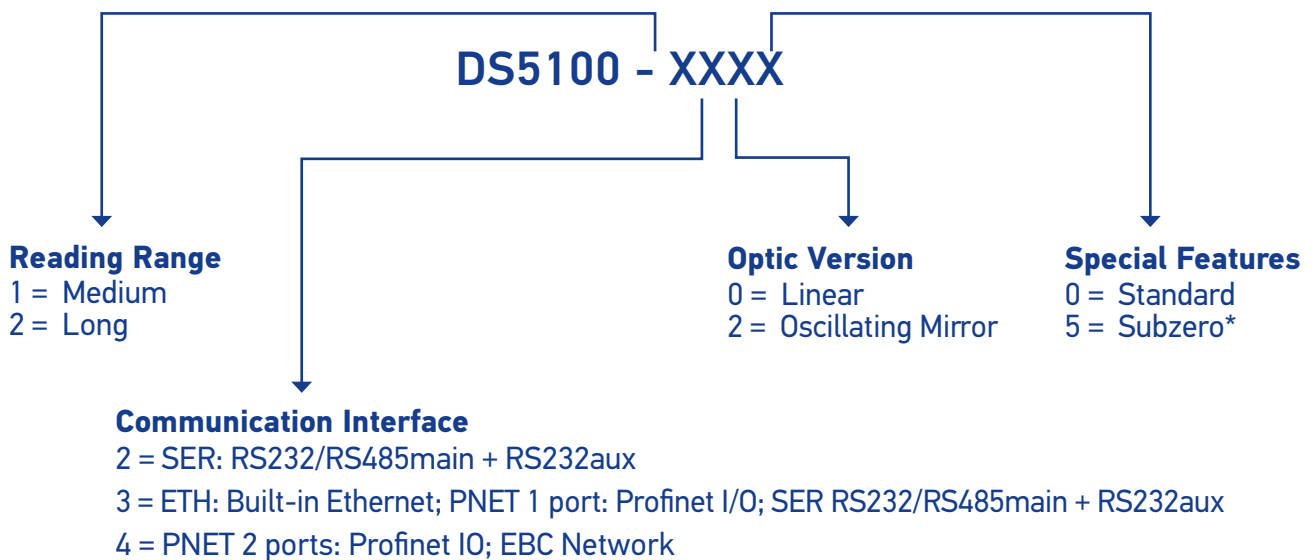 DS5100 - XXXX
Reading Range
1 = Medium
2 = Long
Optic Version
0 = Linear
2 = Oscillating Mirror
Special Features
0 = Standard
5 = Subzero*
Communication Interface
2 = SER: RS232/RS485main + RS232aux
3 = ETH: Built-in Ethernet; PNET 1 port: Profinet I/O; SER RS232/RS485main + RS232aux
4 = PNET 2 ports: Profinet IO; EBC Network